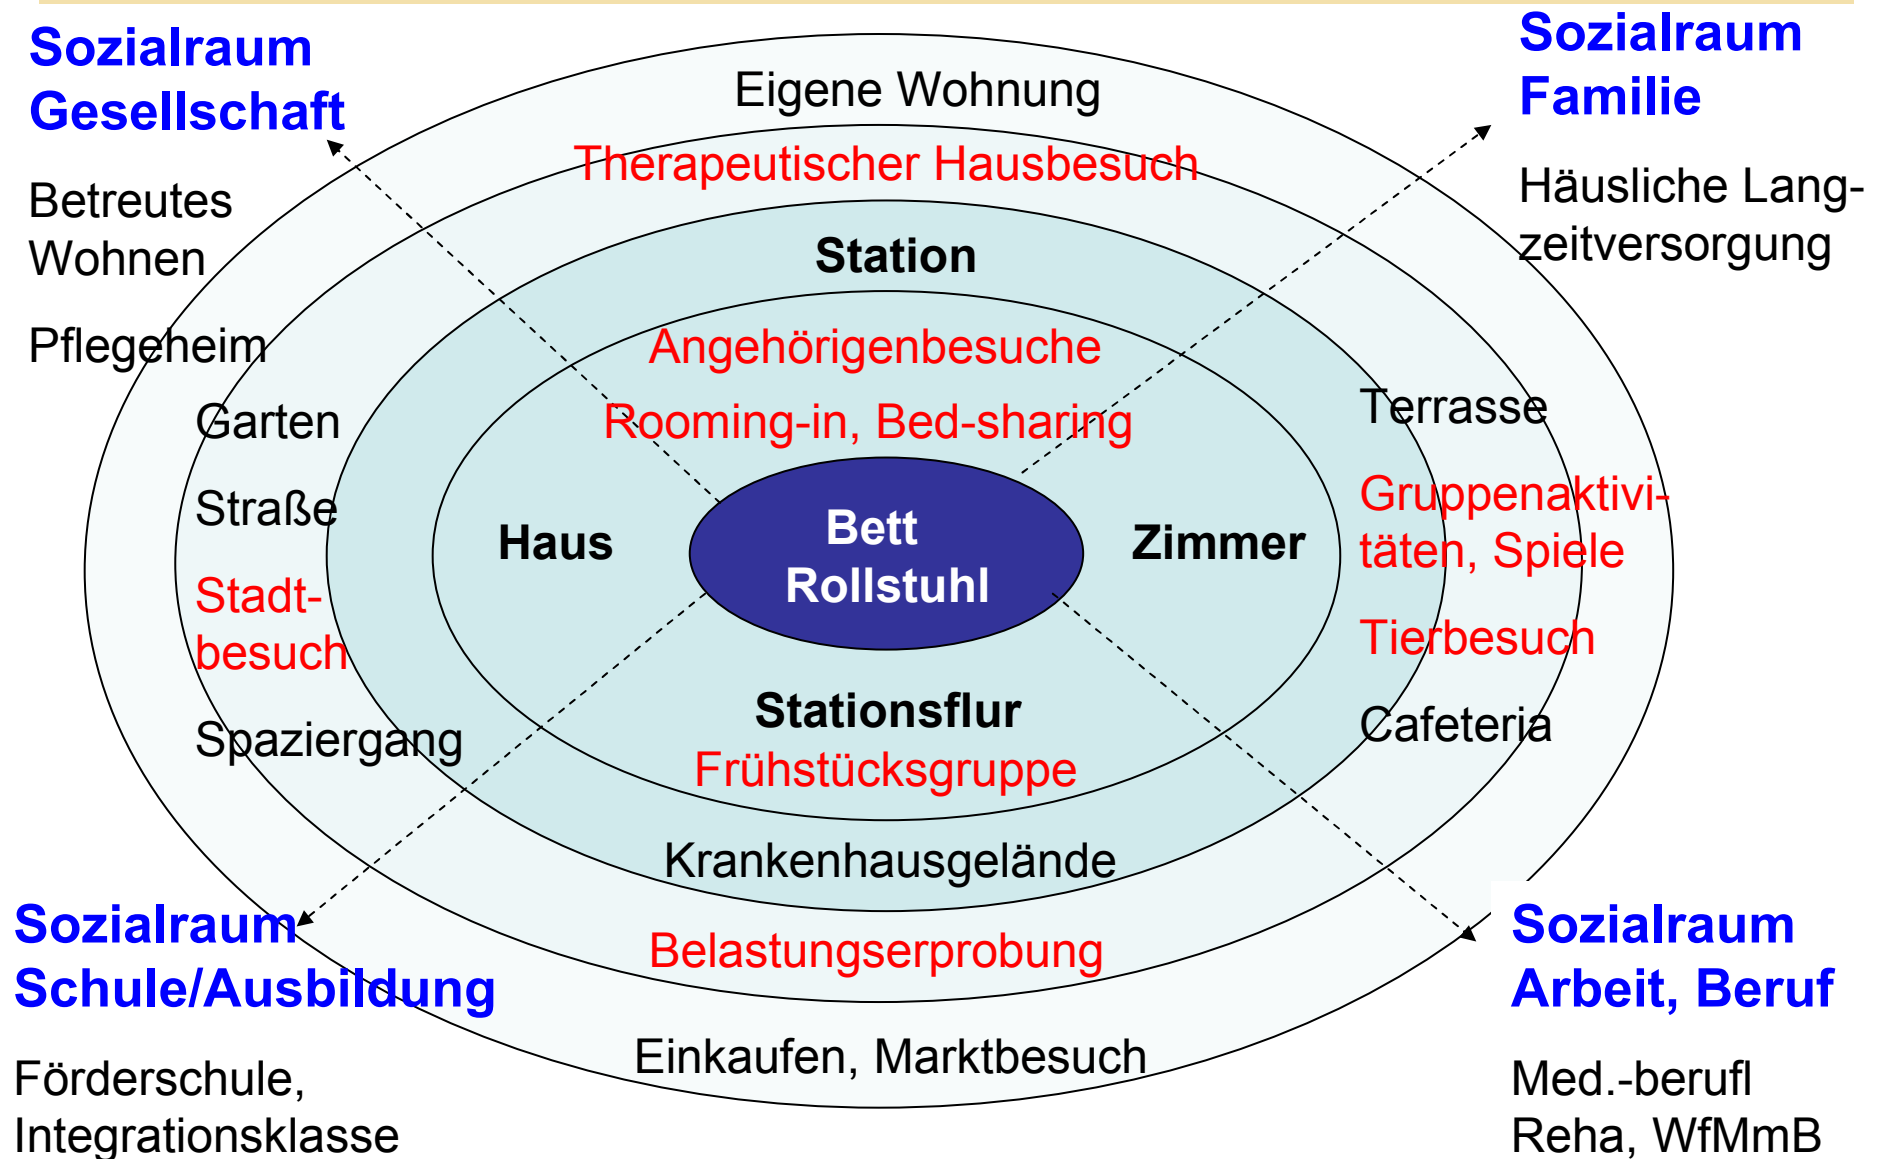 Sozialraum
Gesellschaft
Betreutes
Wohnen
Pflegeheim
Sozialraum
Familie
Häusliche Lang-
zeitversorgung
Eigene Wohnung
Therapeutischer Hausbesuch
Station
Angehörigenbesuche
Rooming-in, Bed-sharing
Garten
Straße
Stadt-
besuch
Spaziergang
Haus
Bett
Rollstuhl
Zimmer
Terrasse
Gruppenaktivi-
täten, Spiele
Tierbesuch
Cafeteria
Stationsflur
Frühstücksgruppe
Krankenhausgelände
Belastungserprobung
Einkaufen, Marktbesuch
Sozialraum
Schule/Ausbildung
Förderschule,
Integrationsklasse
Sozialraum
Arbeit, Beruf
Med.-berufl
Reha, WfMmB